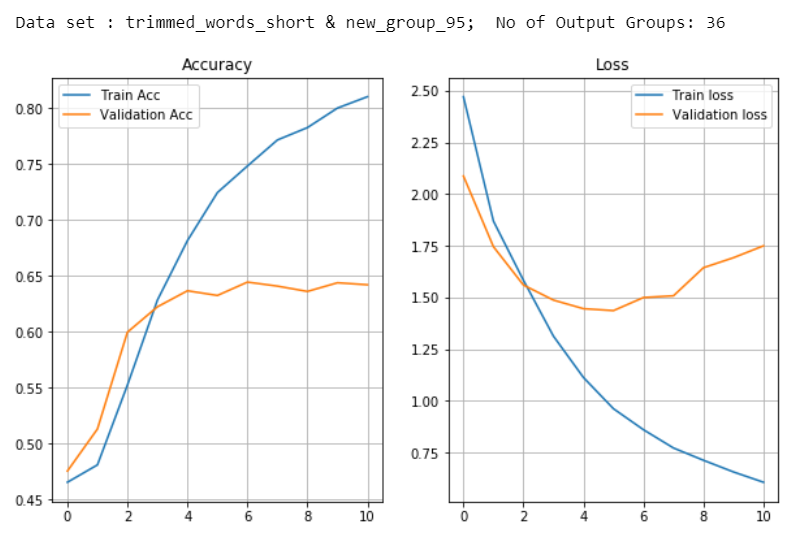 Data set : trimmed_words_short & new_group_95;  No of Output Groups: 36
Accuracy
Train Acc
Validation Acc
0.80
0.75
0.70
0.65
0.60
0.55
0.50
0.45
0 2 4 6 8 10
Loss
Train loss
Validation loss
2.50
2.25
2.00
1.75
1.50
1.25
1.00
0.75
0 2 4 6 8 10